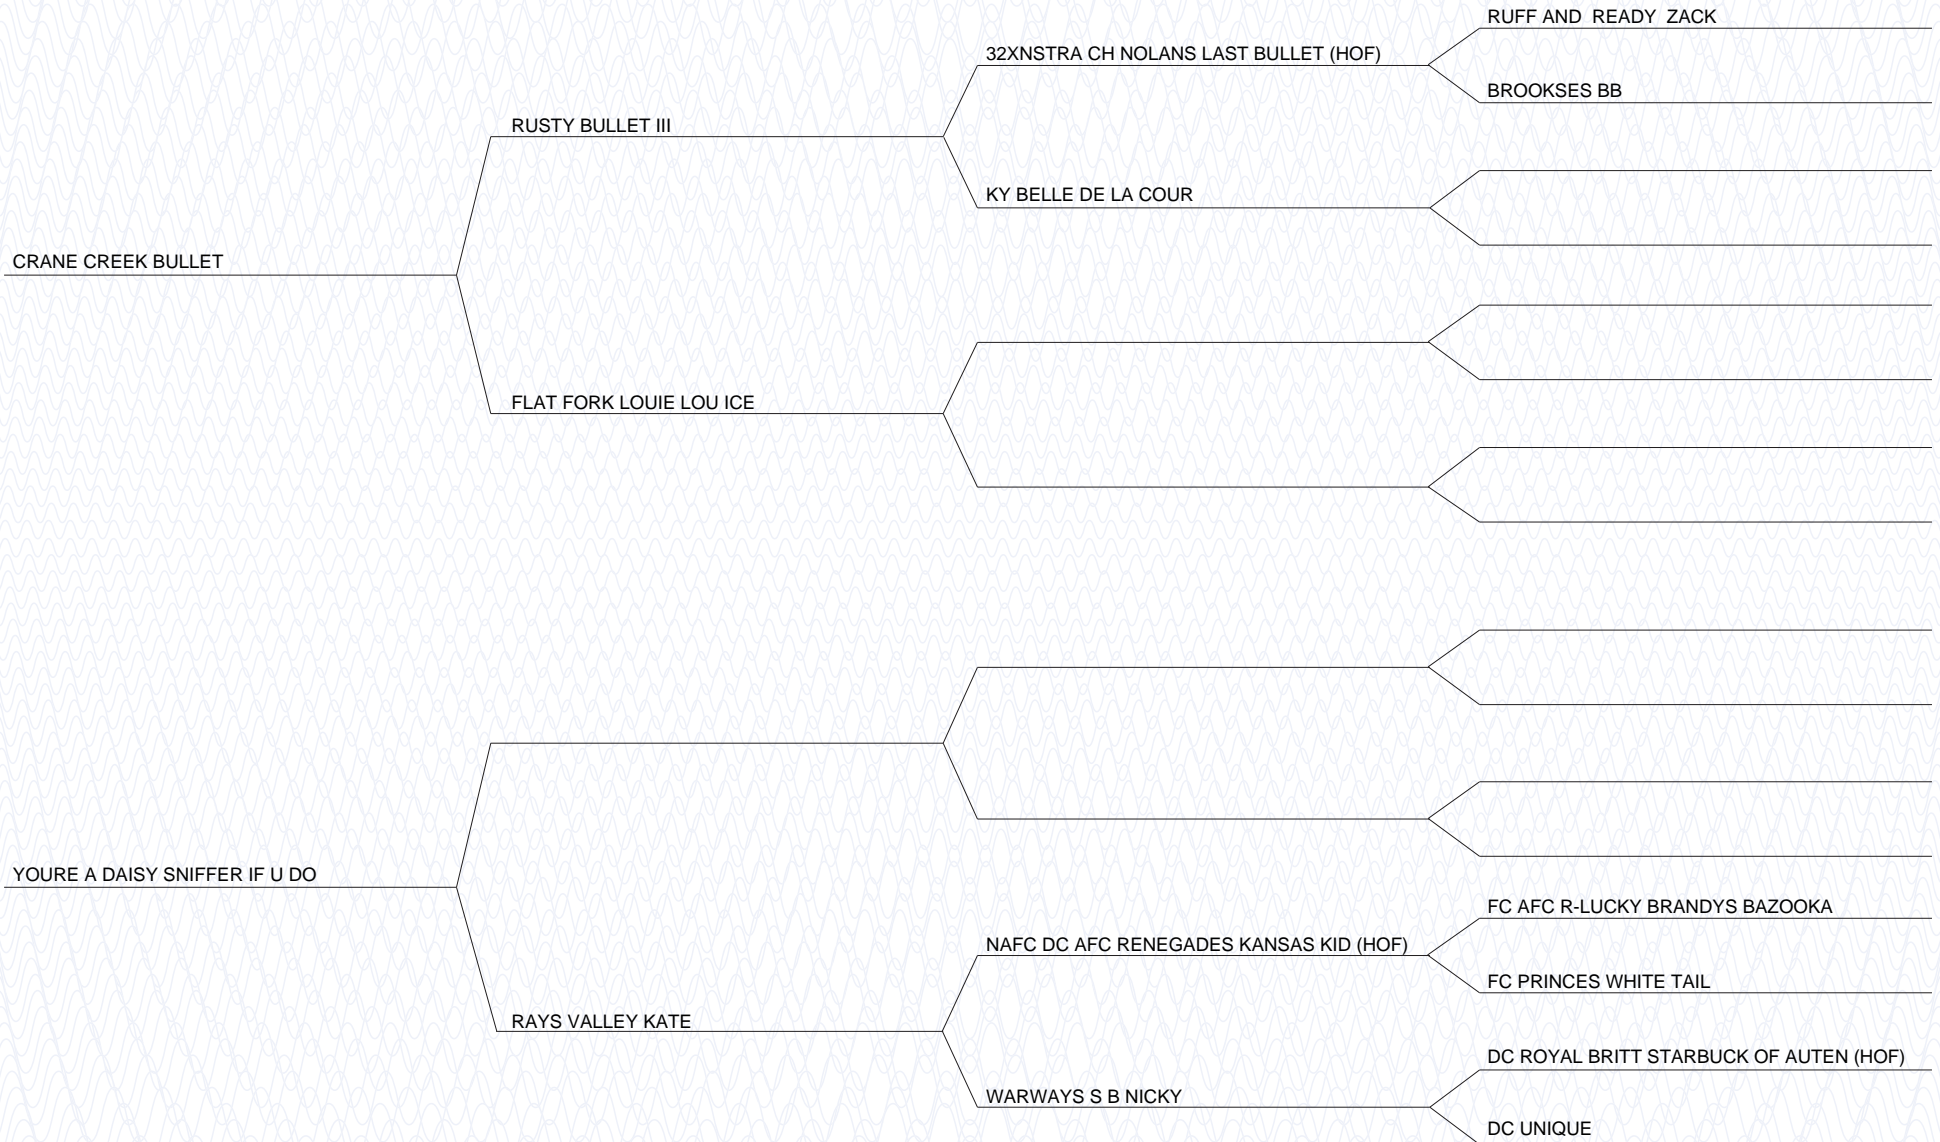 RUFF AND  READY  ZACK
32XNSTRA CH NOLANS LAST BULLET (HOF)
BROOKSES BB
RUSTY BULLET III
KY BELLE DE LA COUR
CRANE CREEK BULLET
FLAT FORK LOUIE LOU ICE
YOURE A DAISY SNIFFER IF U DO
FC AFC R-LUCKY BRANDYS BAZOOKA
NAFC DC AFC RENEGADES KANSAS KID (HOF)
FC PRINCES WHITE TAIL
RAYS VALLEY KATE
DC ROYAL BRITT STARBUCK OF AUTEN (HOF)
WARWAYS S B NICKY
DC UNIQUE